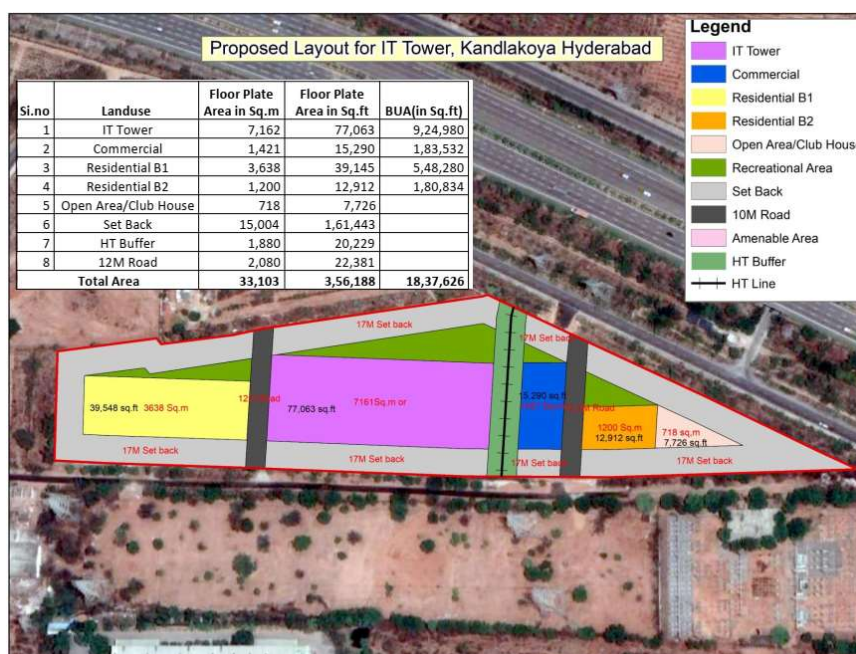 Proposed Layout for IT Tower, Kandlakoya Hyderabad
Si.no Landuse Floor Plate Area in Sq.m Floor Plate Area in Sq.ft BUA(in Sq.ft)
1 IT Tower 7,162 77,063 9,24,980
2 Commercial 1,421 15,290 1,83,532
3 Residential B1 3,638 39,145 5,48,280
4 Residential B2 1,200 12,912 1,80,834
5 Open Area/Club House 718 7,726
6 Set Back 15,004 1,61,443
7 HT Buffer 1,880 20,229
8 12M Road 2,080 22,381
Total Area 33,103 3,56,188 18,37,626
Legend
IT Tower
Commercial
Residential B1
Residential B2
Open Area/Club House
Recreational Area
Set Back
10M Road
Amenable Area
HT Buffer
HT Line
17M Set back
17M Set back
39,548 sq.ft 3638 Sq.m
77,063 sq.ft
7161Sq.m or
15,290 sq.ft
Road
1200 Sq.m
12,912 sq.ft
718 sq,m
7,726 sq.ft
17M Set back
17M Set back
17M Set back
17M Set back